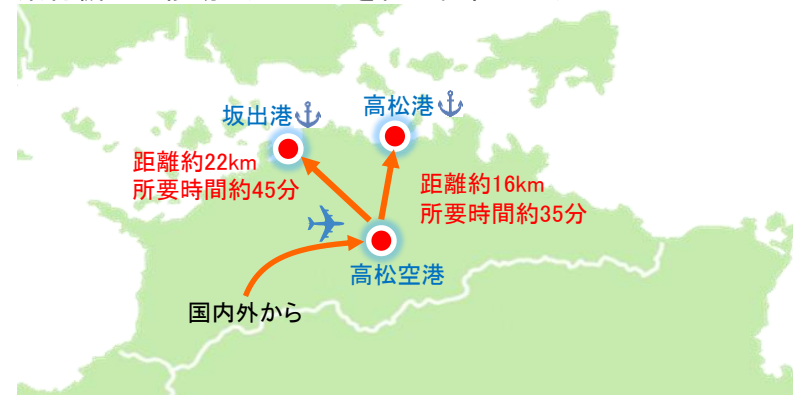 坂出港
高松港
距離約22km
所要時間約45分
距離約16km
所要時間約35分
高松空港
国内外から